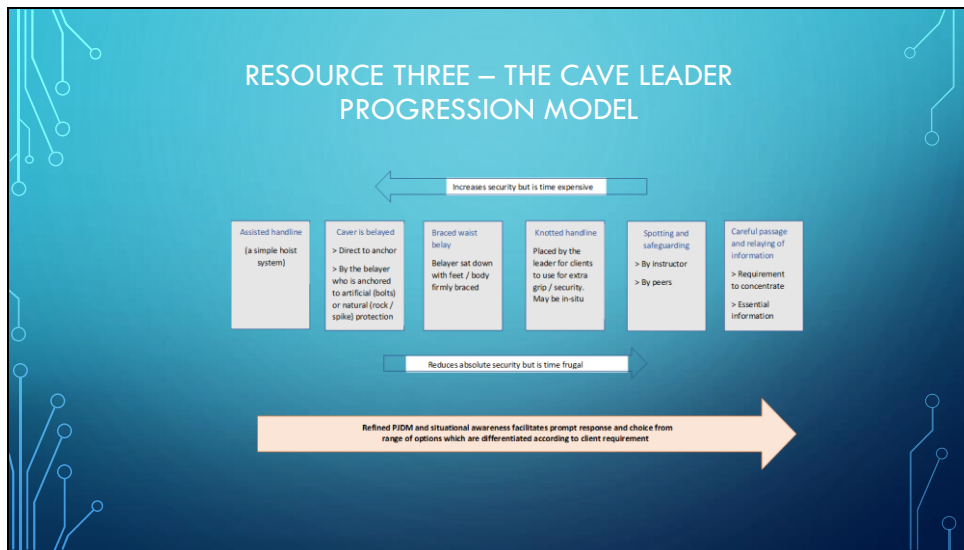 RESOURCE THREE – THE CAVE LEADER
PROGRESSION MODEL
Increases security but is time expensive
Assisted handline
(a simple hoist
system)
Caver is belayed
> Direct to anchor
> By the belayer
who is anchored
to artificial (bolts)
or natural (rock /
spike) protection
Braced waist
belay
Belayer sat down
with feet / body
firmly braced
Knotted handline
Placed by the
leader for clients
to use for extra
grip / security.
May be in-situ
Spotting and
safeguarding
> By instructor
> By peers
Careful passage
and relaying of
information
> Requirement
to concentrate
> Essential
information
Reduces absolute security but is time frugal
Refined PJDM and situational awareness facilitates prompt response and choice from
range of options which are differentiated according to client requirement